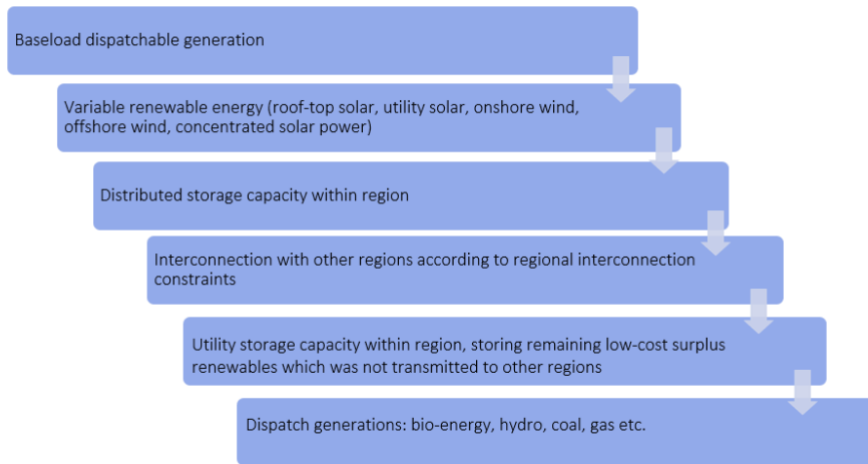 Baseload dispatchable generation
Variable renewable energy (roof-top solar, utility solar, onshore wind,
offshore wind, concentrated solar power)
Distributed storage capacity within region
Interconnection with other regions according to regional interconnection
constraints
Utility storage capacity within region, storing remaining low-cost surplus
renewables which was not transmitted to other regions
Dispatch generations: bio-energy, hydro, coal, gas etc.